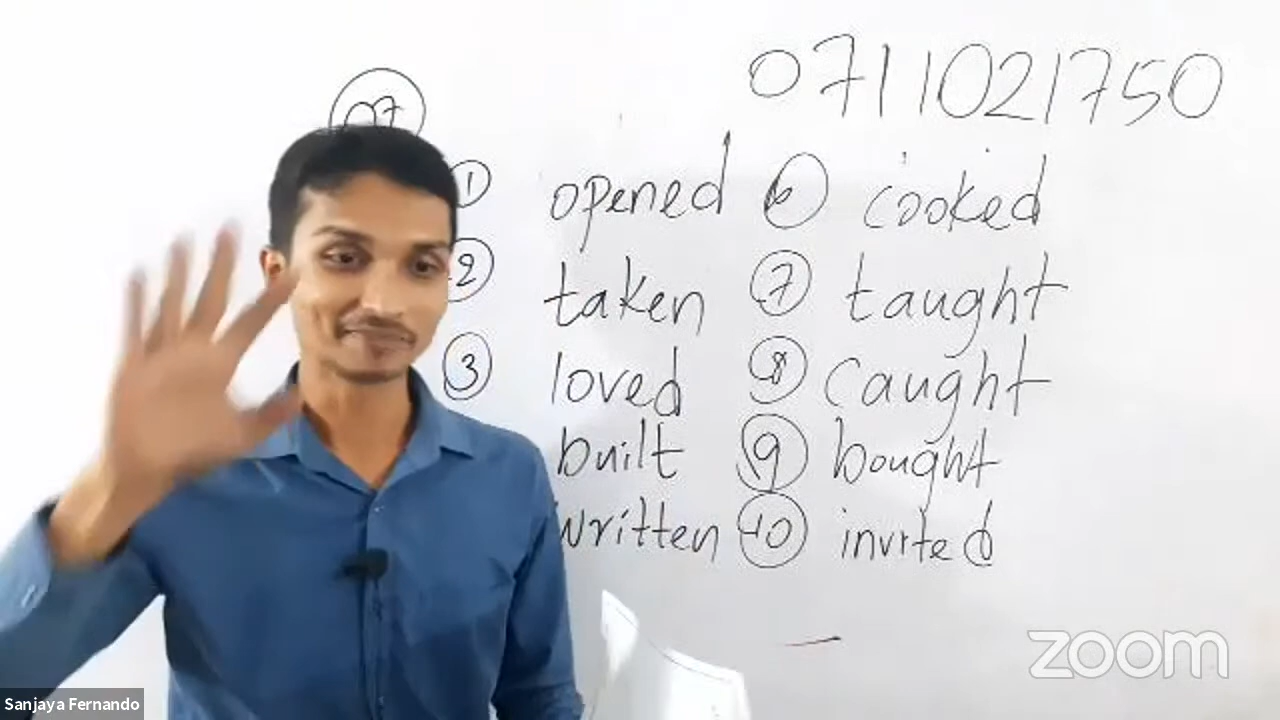 0711021750
07
1 opened 6 cooked
2 taken 7 taught
3 loved 8 caught
built 9 bought
written 10 invited
zoom
Sanjaya Fernando